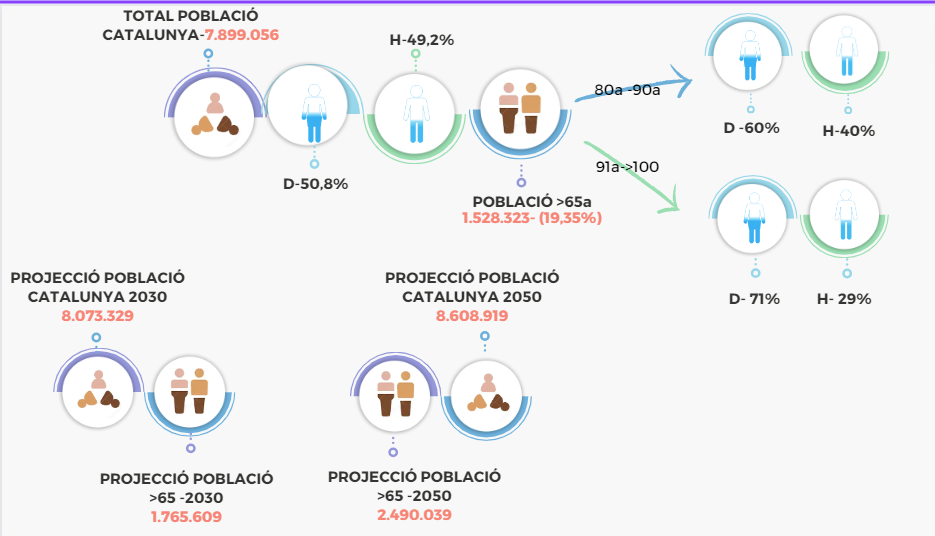 TOTAL POBLACIÓ
CATALUNYA-7.899.056
H-49,2%
D-50,8%
POBLACIÓ >65a
1.528.323- (19,35%)
80a -90a
D -60%
H-40%
91a->100
D- 71%
H- 29%
PROJECCIÓ POBLACIÓ
CATALUNYA 2030
8.073.329
PROJECCIÓ POBLACIÓ
>65 -2030
1.765.609
PROJECCIÓ POBLACIÓ
CATALUNYA 2050
8.608.919
PROJECCIÓ POBLACIÓ
>65 -2050
2.490.039